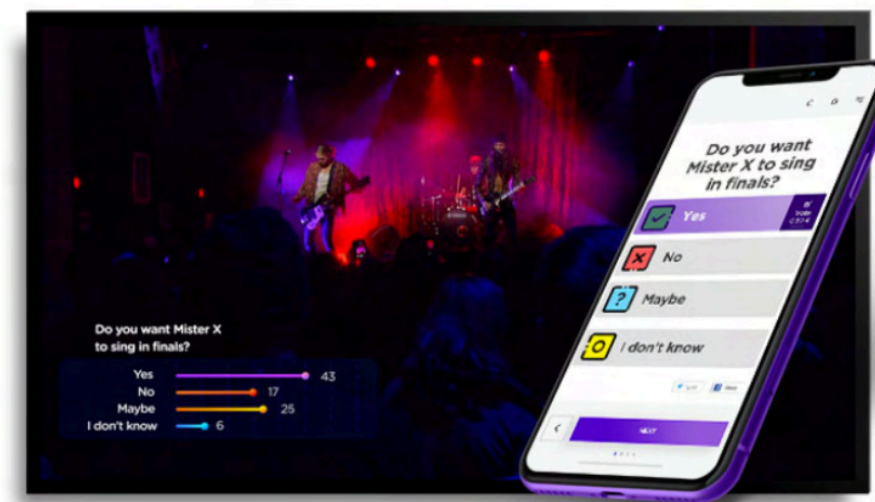 Do you want Mister X
to sing in finals?
Yes 43
No 17
Maybe 25
I don't know 6
Do you want
Mister X to sing
in finals?
Yes
No
?
Maybe
I don't know
NEXT